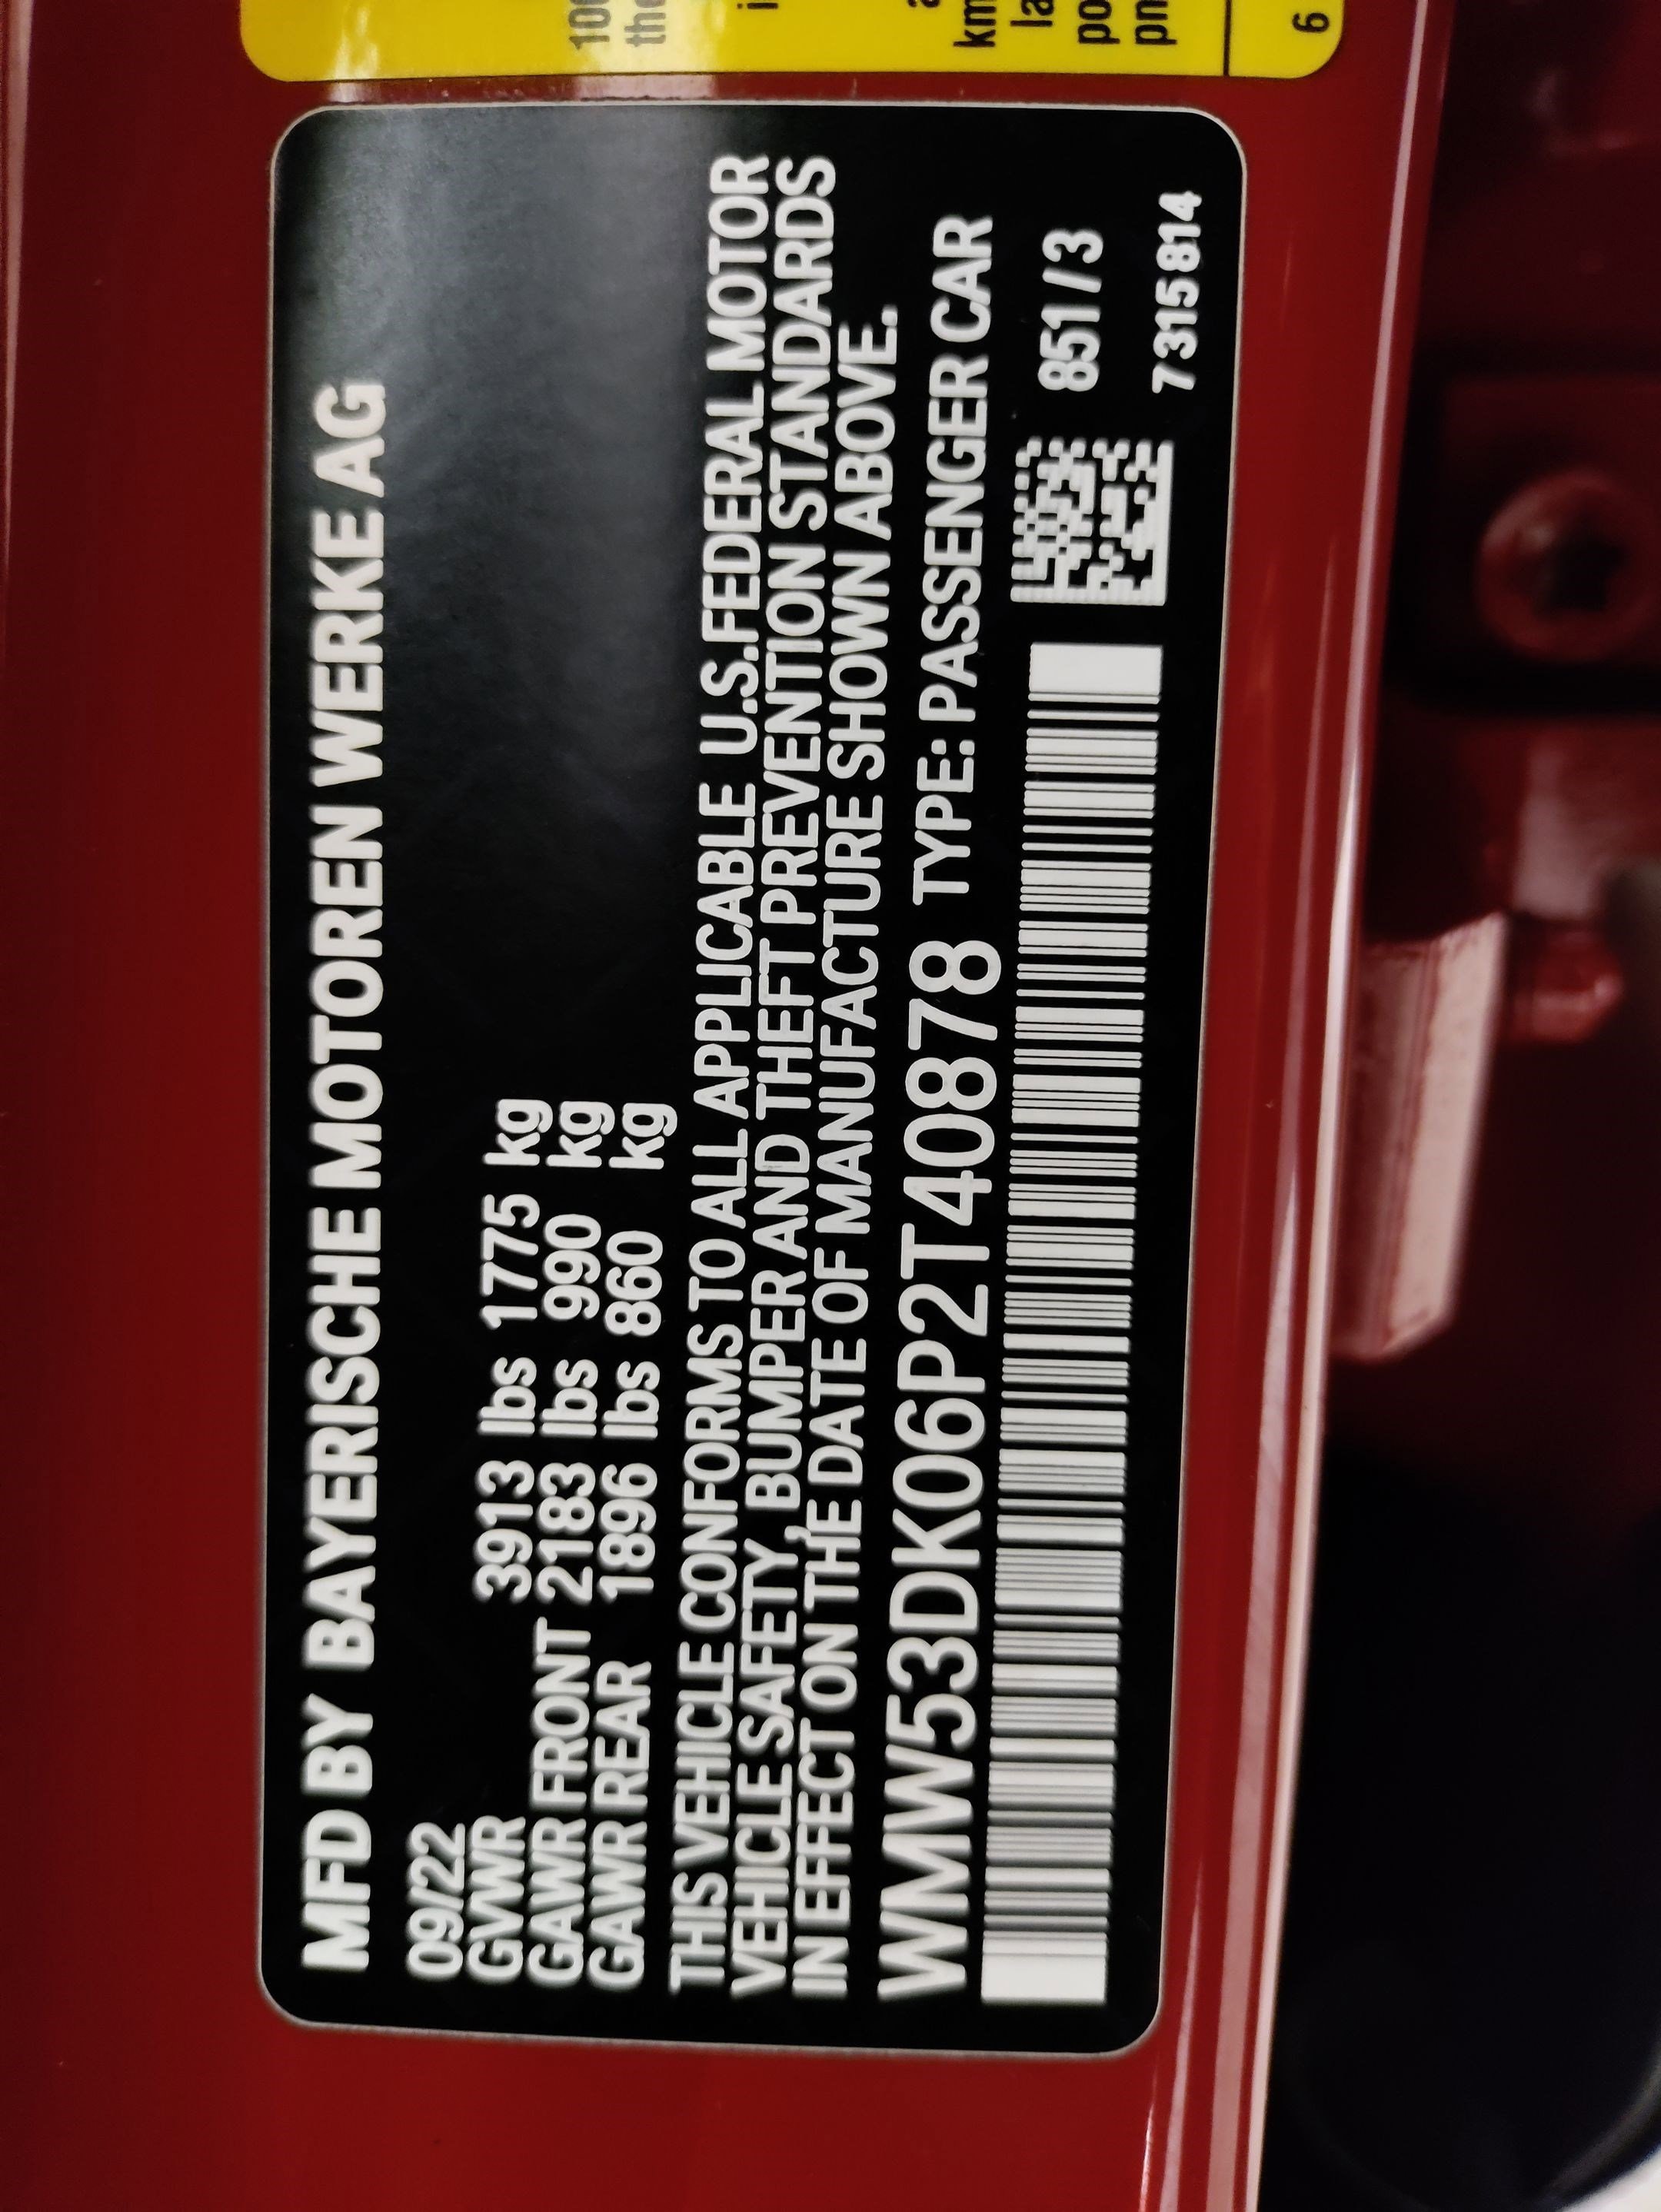 MFD BY BAYERISCHE MOTOREN WERKE AG
09/22
GVWR 3913 lbs 1775 kg
GAWR FRONT 2183 lbs 990 kg
GAWR REAR 1896 lbs 860 kg
THIS VEHICLE CONFORMS TO ALL APPLICABLE U.S.FEDERAL MOTOR
VEHICLE SAFETY, BUMPER AND THEFT PREVENTION STANDARDS
IN EFFECT ON THE DATE OF MANUFACTURE SHOWN ABOVE.
WMW53DK06P2T40878 TYPE: PASSENGER CAR
851/3
7315814
km
6